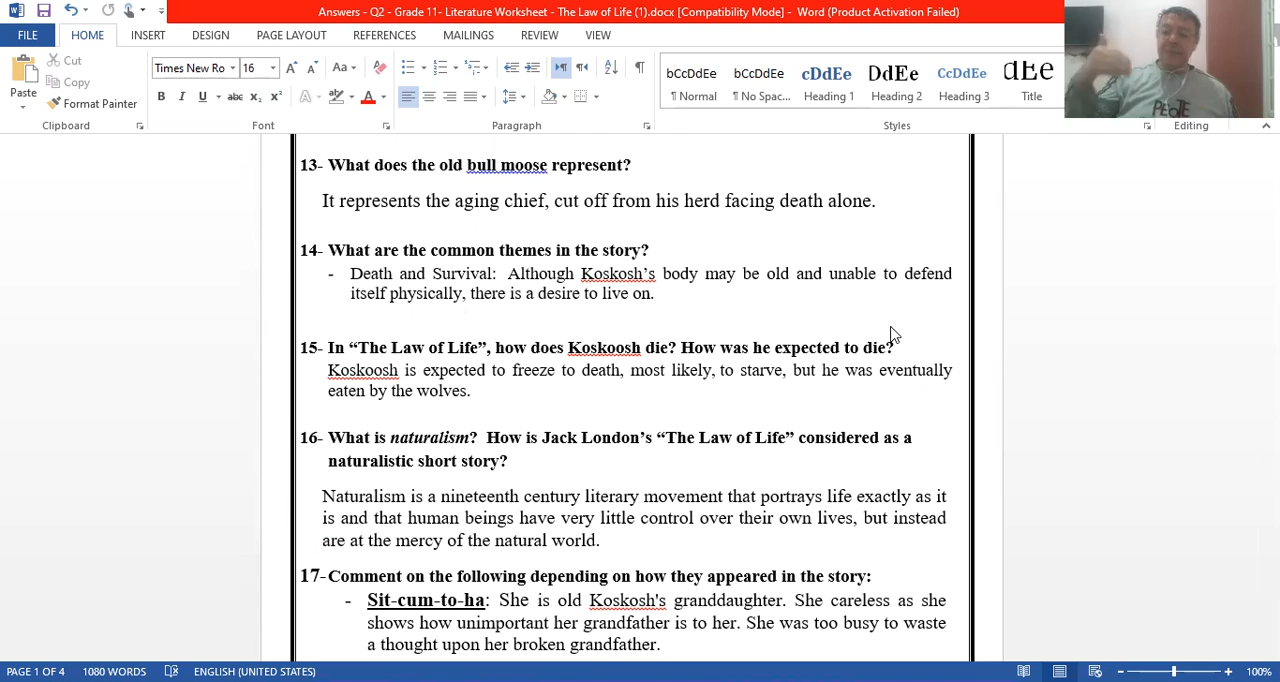 Answers - Q2 - Grade 11- Literature Worksheet - The Law of Life (1).docx [Compatibility Mode] - Word (Product Activation Failed)
FILE HOME INSERT DESIGN PAGE LAYOUT REFERENCES MAILINGS REVIEW VIEW
Paste
Cut
Copy
Format Painter
Clipboard
Times New Ro 16
Font
Paragraph
bCcDdEe bCcDdEe cDdEe DdEe CcDdEe dEe
¶ Normal ¶ No Spac... Heading 1 Heading 2 Heading 3 Title
Styles
Editing
13- What does the old bull moose represent?
It represents the aging chief, cut off from his herd facing death alone.
14- What are the common themes in the story?
- Death and Survival: Although Koskosh’s body may be old and unable to defend
itself physically, there is a desire to live on.
15- In “The Law of Life”, how does Koskoosh die? How was he expected to die?
Koskoosh is expected to freeze to death, most likely, to starve, but he was eventually
eaten by the wolves.
16- What is naturalism? How is Jack London’s “The Law of Life” considered as a
naturalistic short story?
Naturalism is a nineteenth century literary movement that portrays life exactly as it
is and that human beings have very little control over their own lives, but instead
are at the mercy of the natural world.
17-Comment on the following depending on how they appeared in the story:
- Sit-cum-to-ha: She is old Koskosh's granddaughter. She careless as she
shows how unimportant her grandfather is to her. She was too busy to waste
a thought upon her broken grandfather.
PAGE 1 OF 4 1080 WORDS ENGLISH (UNITED STATES) 100%